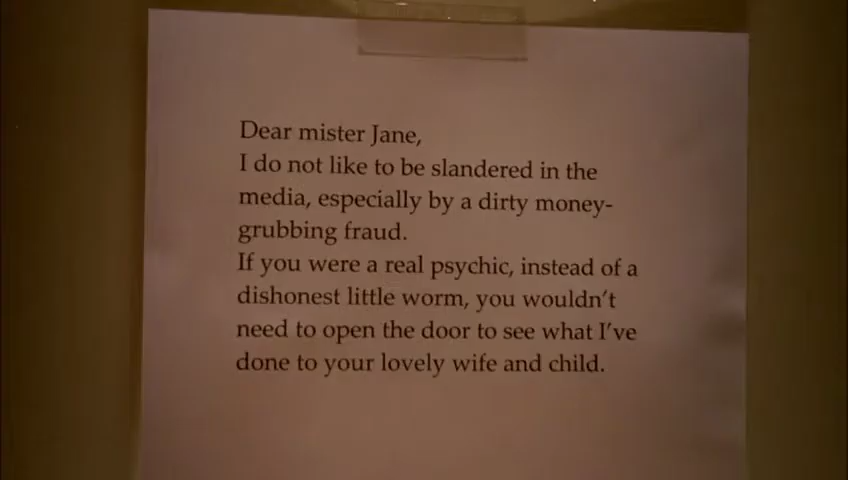 Dear mister Jane,
I do not like to be slandered in the
media, especially by a dirty money-
grubbing fraud.
If you were a real psychic, instead of a
dishonest little worm, you wouldn't
need to open the door to see what I've
done to your lovely wife and child.